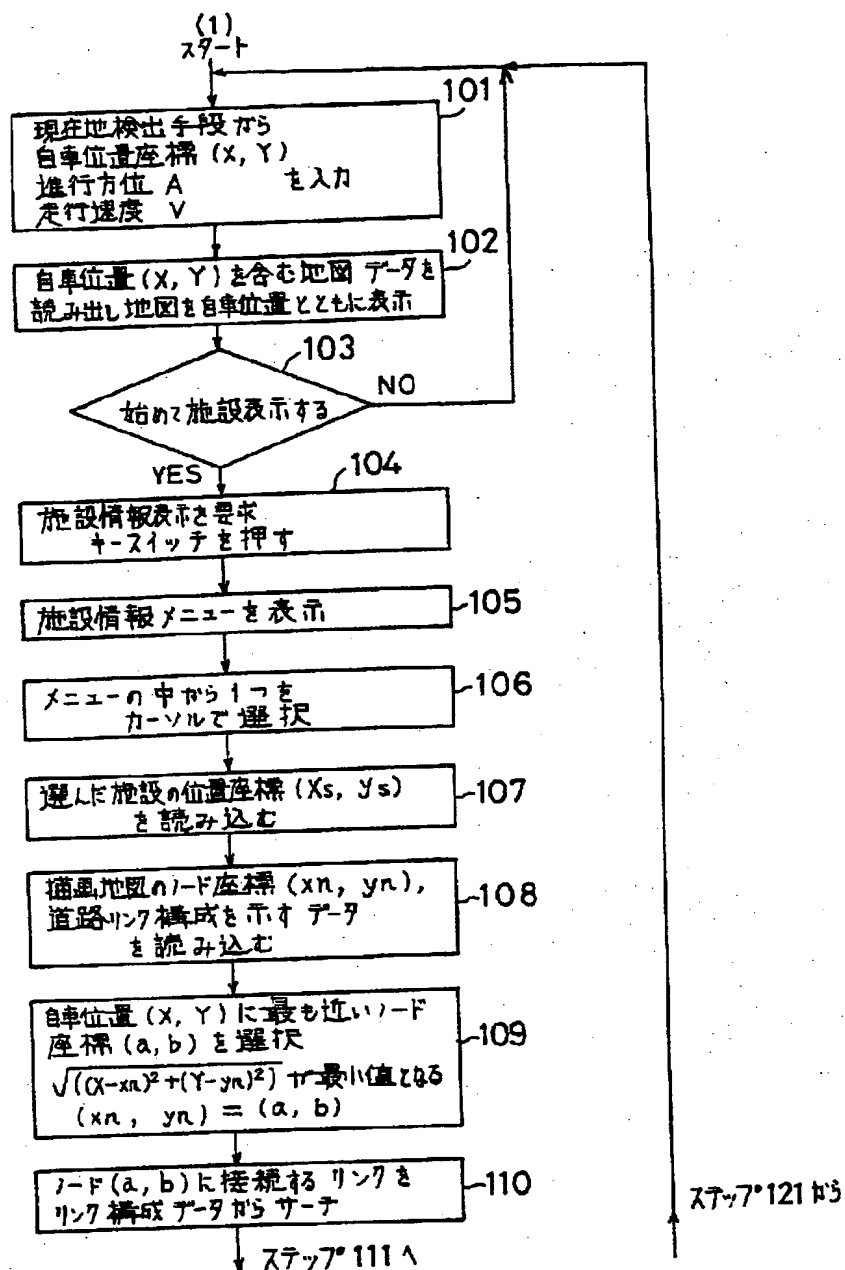 (1)
スタート
101
現在地検出手段から
自車位置座標 (X, Y)
進行方位 A を入力
走行速度 V
102
自車位置 (X, Y) を含む地図データを
読み出し地図を自車位置とともに表示
103
NO
始めて施設表示する
YES
104
施設情報表示を要求
キースイッチを押す
施設情報メニューを表示
105
メニューの中から1つを
カーソルで選択
106
選んだ施設の位置座標 (Xs, Ys)
を読み込む
107
描画地図のノード座標 (xn, yn),
道路リンク構成を示すデータ
を読み込む
108
自車位置 (X, Y) に最も近いノード
座標 (a, b) を選択
√((X-xn)²+(Y-yn)²) が最小値となる
(xn, yn) = (a, b)
109
ノード (a, b) に接続するリンクを
リンク構成データからサーチ
110
ステップ111へ
ステップ121から